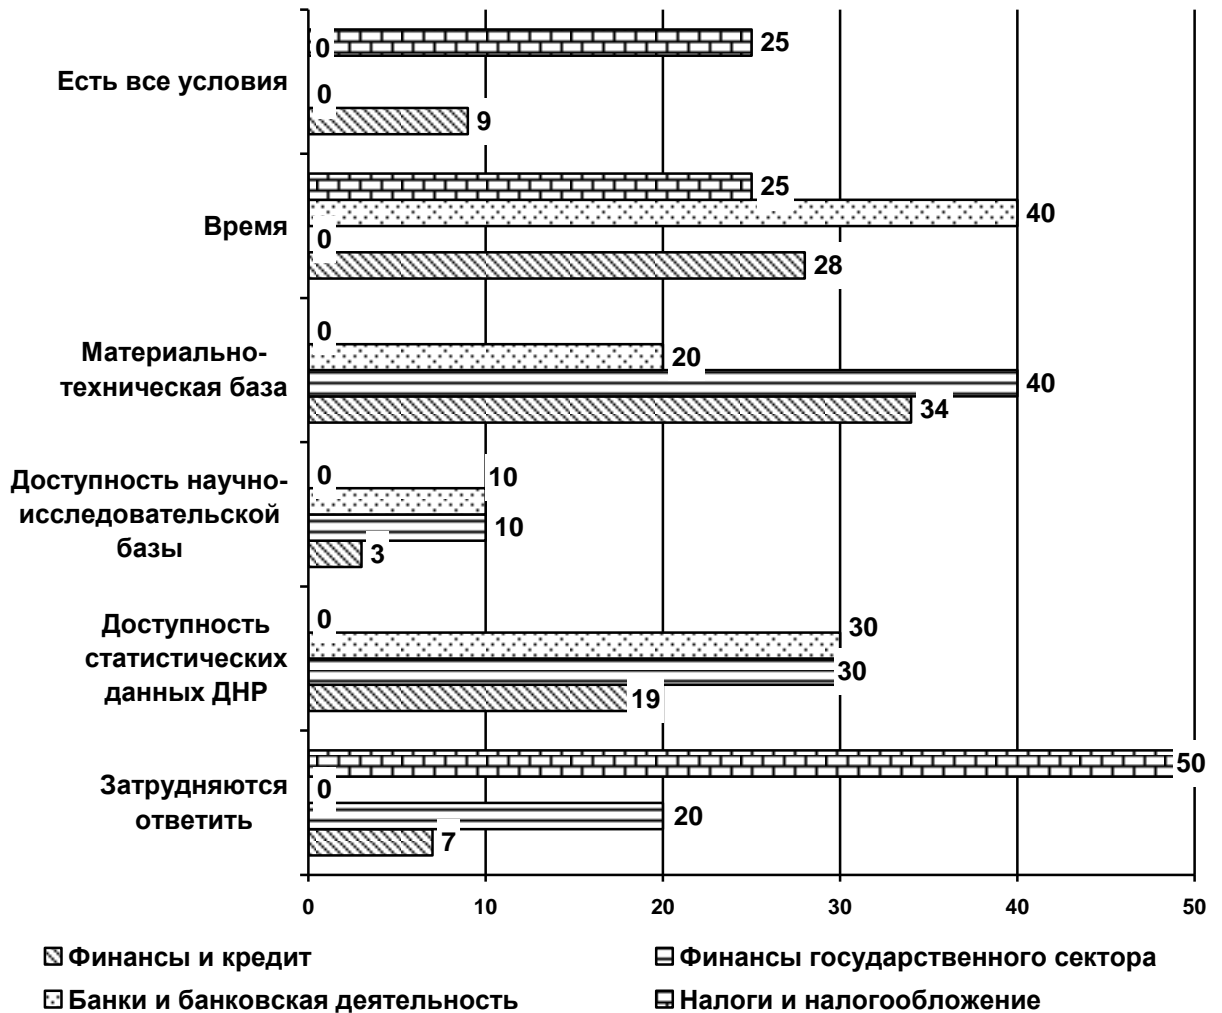 25
0
Есть все условия
0
9
25
40
Время
0
28
0
Материально-
20
техническая база
40
34
0
10
Доступность научно-
исследовательской
10
базы
3
0
30
Доступность
статистических
30
данных ДНР
19
50
Затрудняются
0
ответить
20
7
0 10 20 30 40 50
Финансы и кредит
Финансы государственного сектора
Банки и банковская деятельность
Налоги и налогообложение